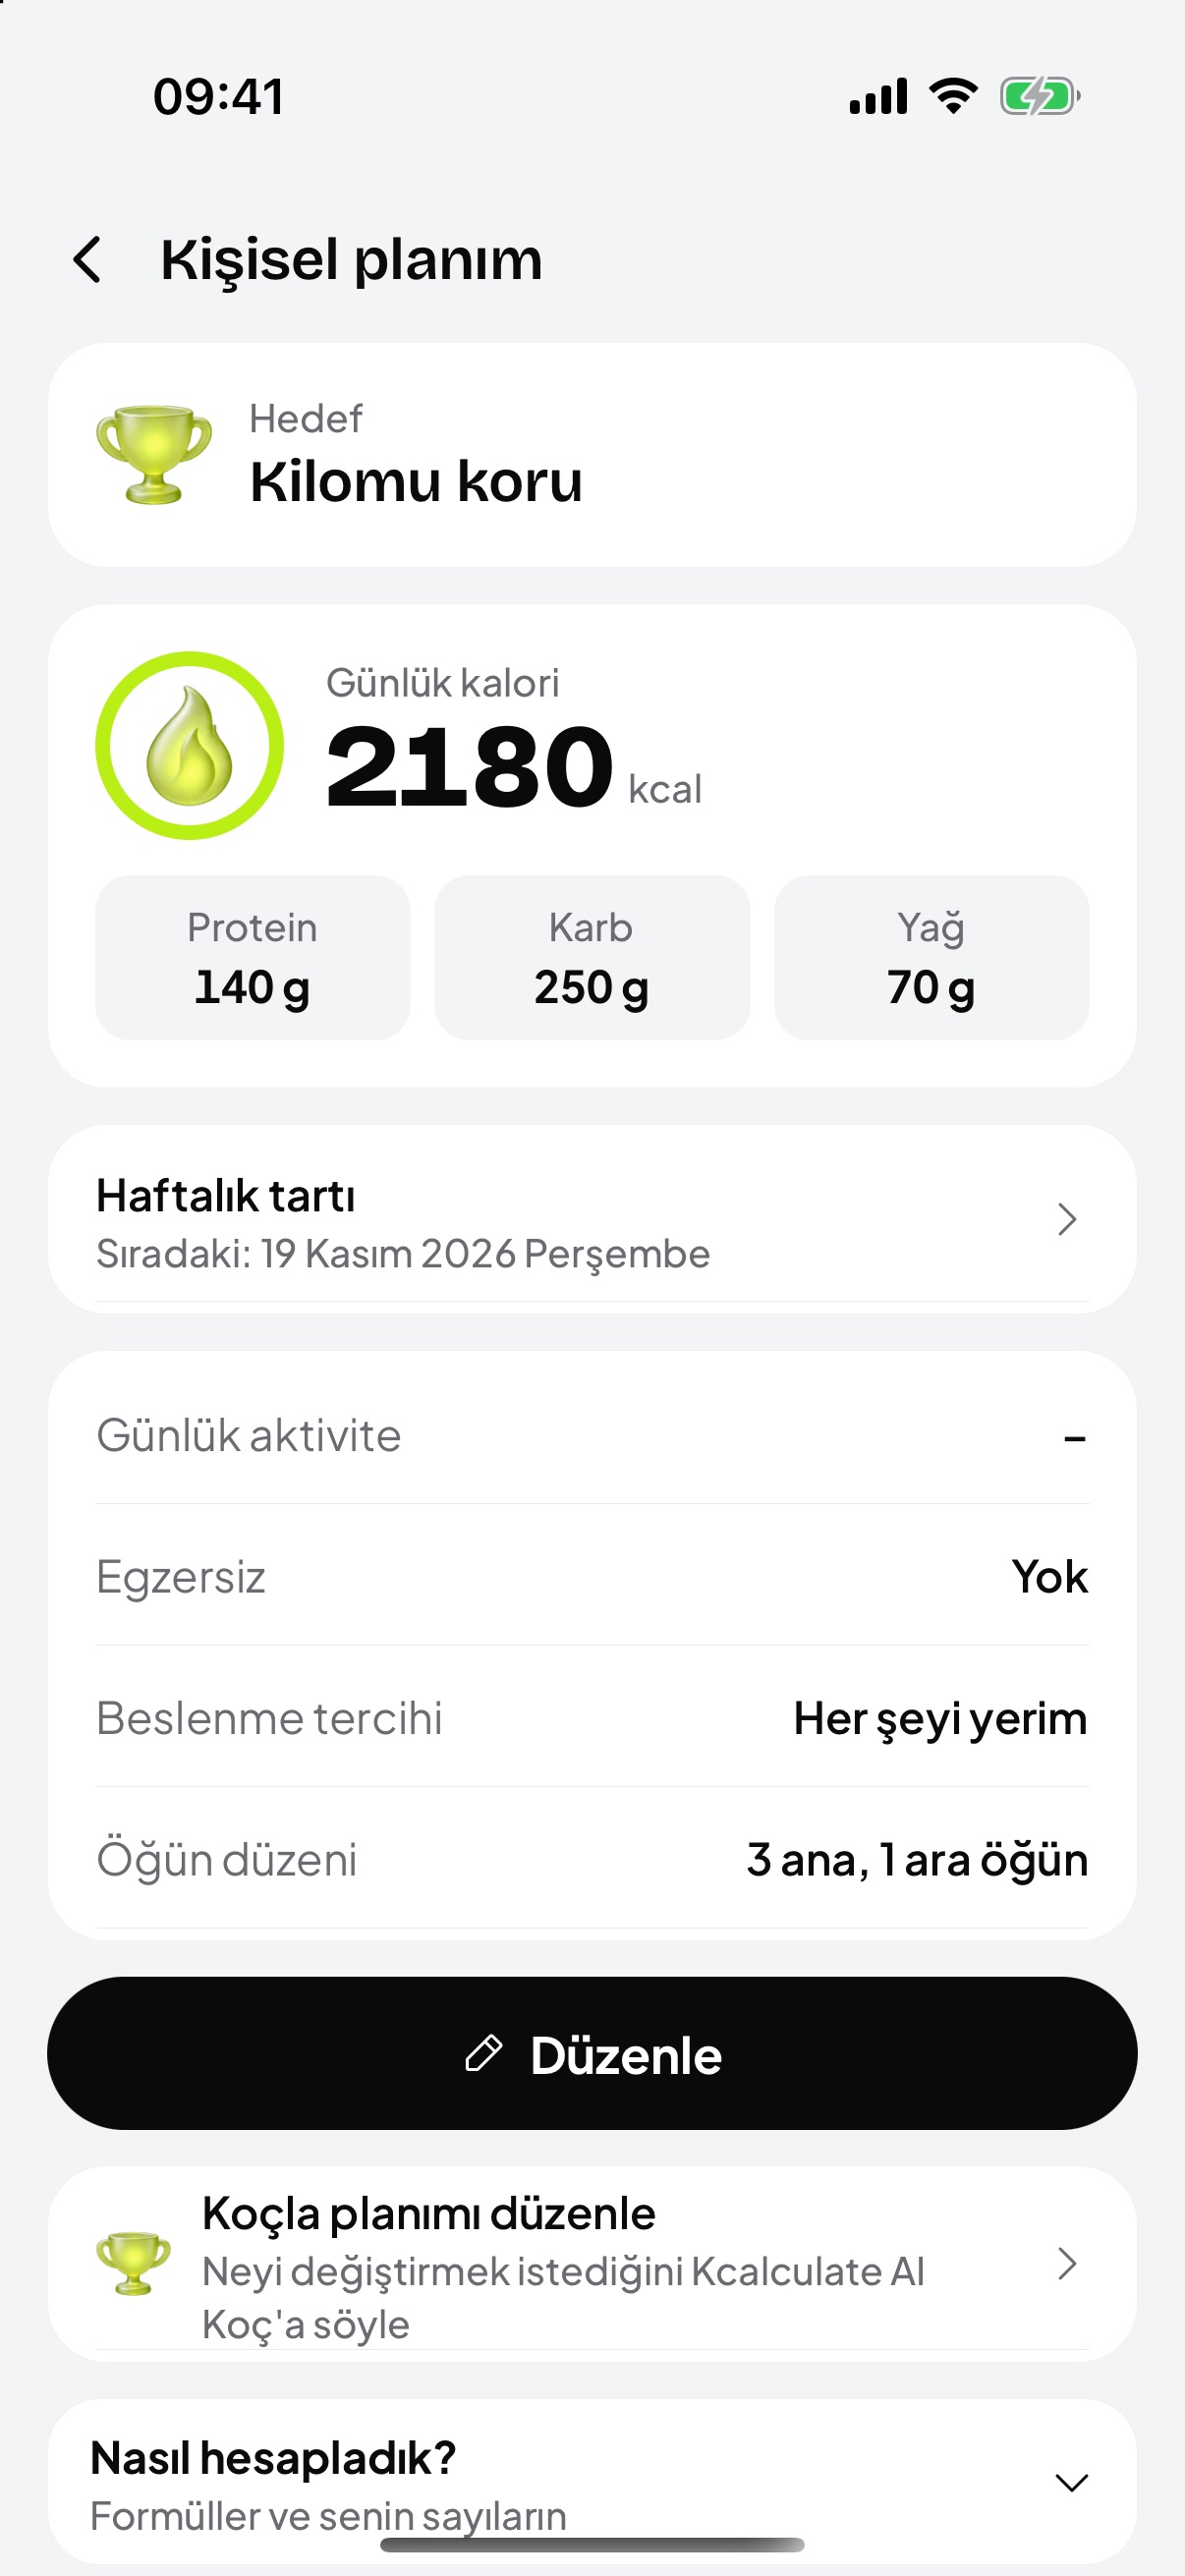 09:41
Kişisel planım
Hedef
Kilomu koru
Günlük kalori
2180 kcal
Protein
140 g
Karb
250 g
Yağ
70 g
Haftalık tartı
Sıradaki: 19 Kasım 2026 Perşembe
Günlük aktivite –
Egzersiz Yok
Beslenme tercihi Her şeyi yerim
Öğün düzeni 3 ana, 1 ara öğün
Düzenle
Koçla planımı düzenle
Neyi değiştirmek istediğini Kcalculate AI
Koç'a söyle
Nasıl hesapladık?
Formüller ve senin sayıların